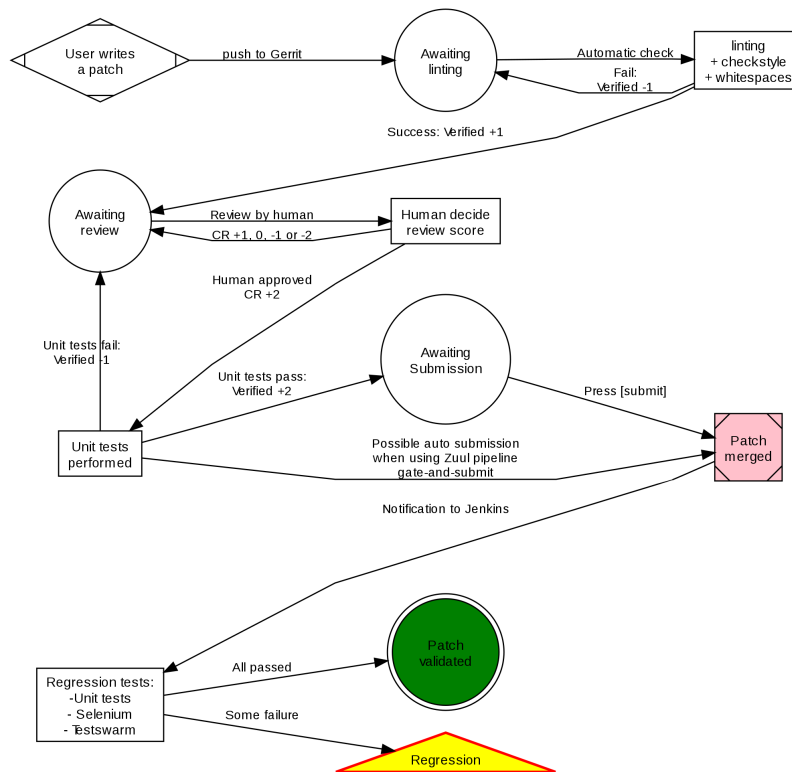 User writes
a patch
push to Gerrit
Awaiting
linting
Automatic check
linting
+ checkstyle
+ whitespaces
Fail:
Verified -1
Success: Verified +1
Awaiting
review
Review by human
CR +1, 0, -1 or -2
Human decide
review score
Human approved
CR +2
Unit tests fail:
Verified -1
Unit tests pass:
Verified +2
Awaiting
Submission
Press [submit]
Unit tests
performed
Possible auto submission
when using Zuul pipeline
gate-and-submit
Patch
merged
Notification to Jenkins
Patch
validated
All passed
Regression tests:
-Unit tests
- Selenium
- Testswarm
Some failure
Regression